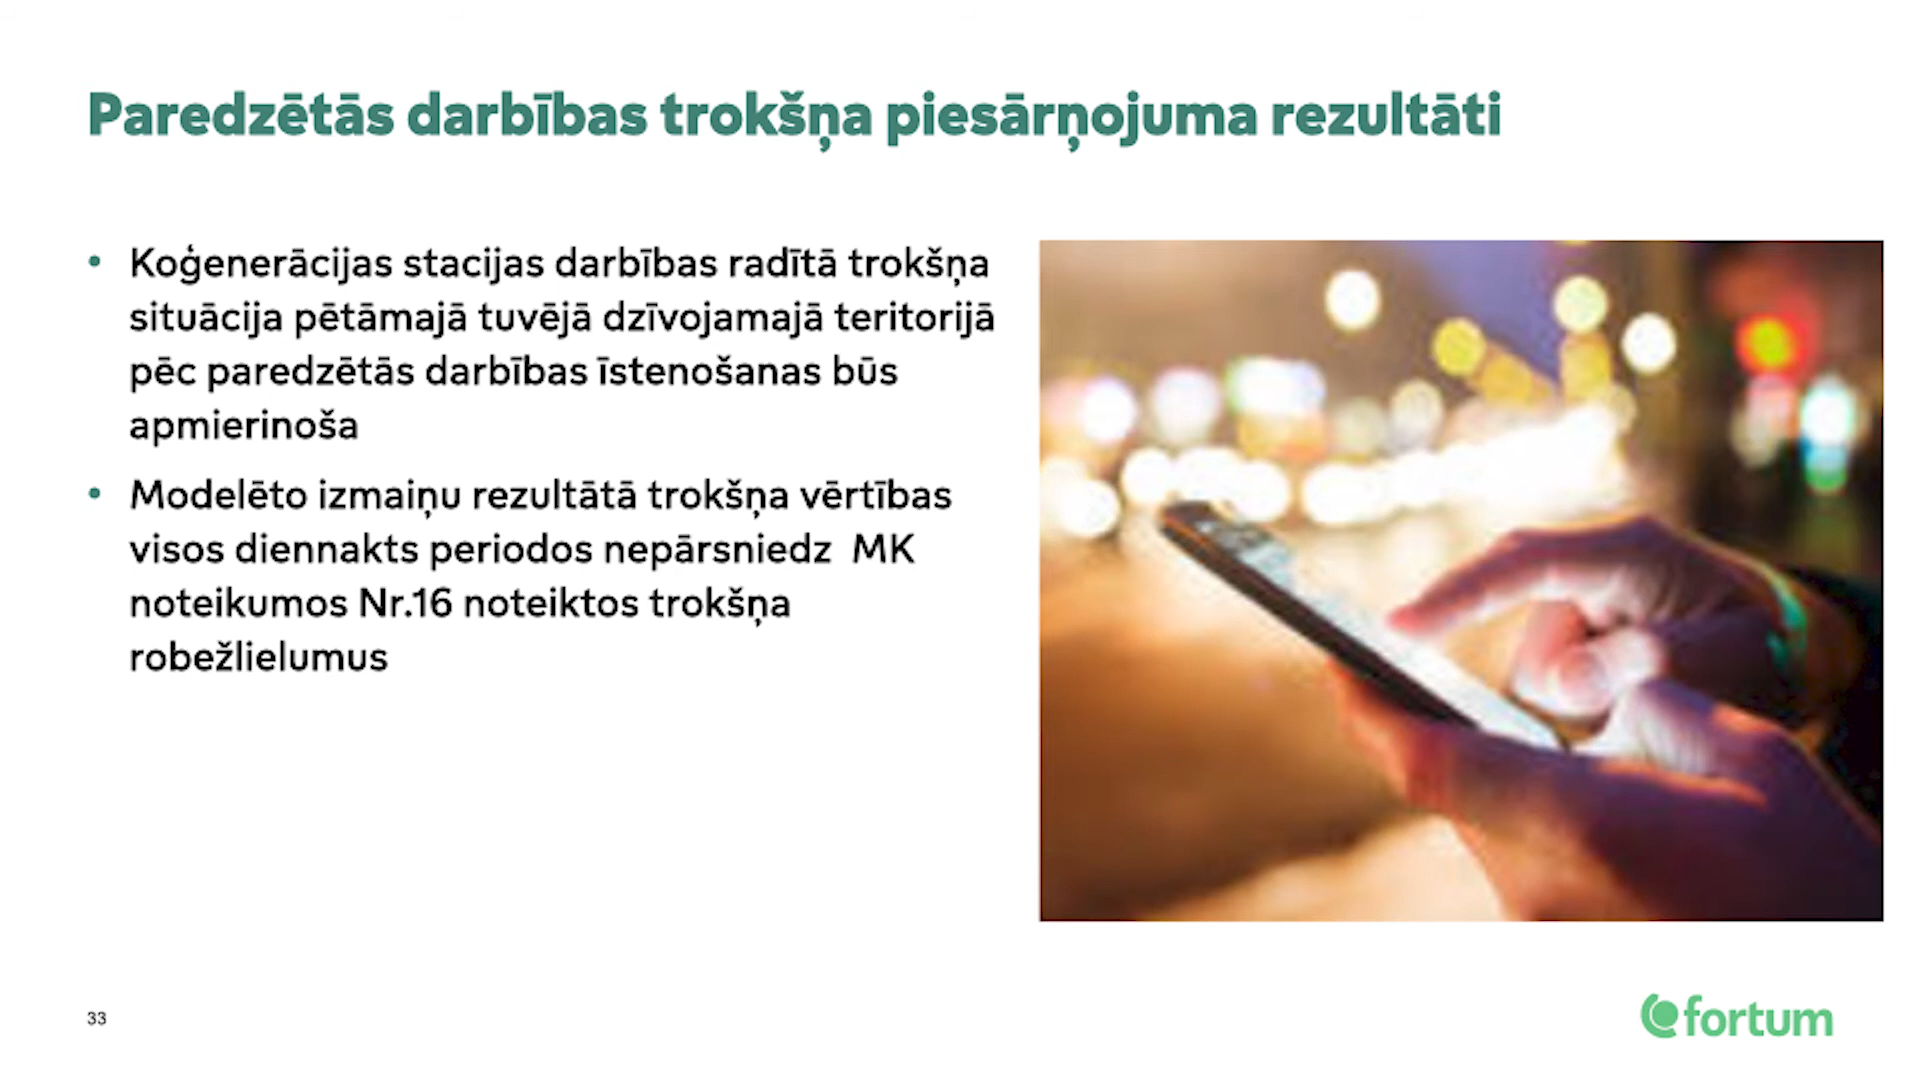 Paredzētās darbības trokšņa piesārņojuma rezultāti
• Koģenerācijas stacijas darbības radītā trokšņa
situācija pētāmajā tuvējā dzīvojamajā teritorijā
pēc paredzētās darbības īstenošanas būs
apmierinoša
• Modelēto izmaiņu rezultātā trokšņa vērtības
visos diennakts periodos nepārsniedz  MK
noteikumos Nr.16 noteiktos trokšņa
robežlielumus
33
fortum